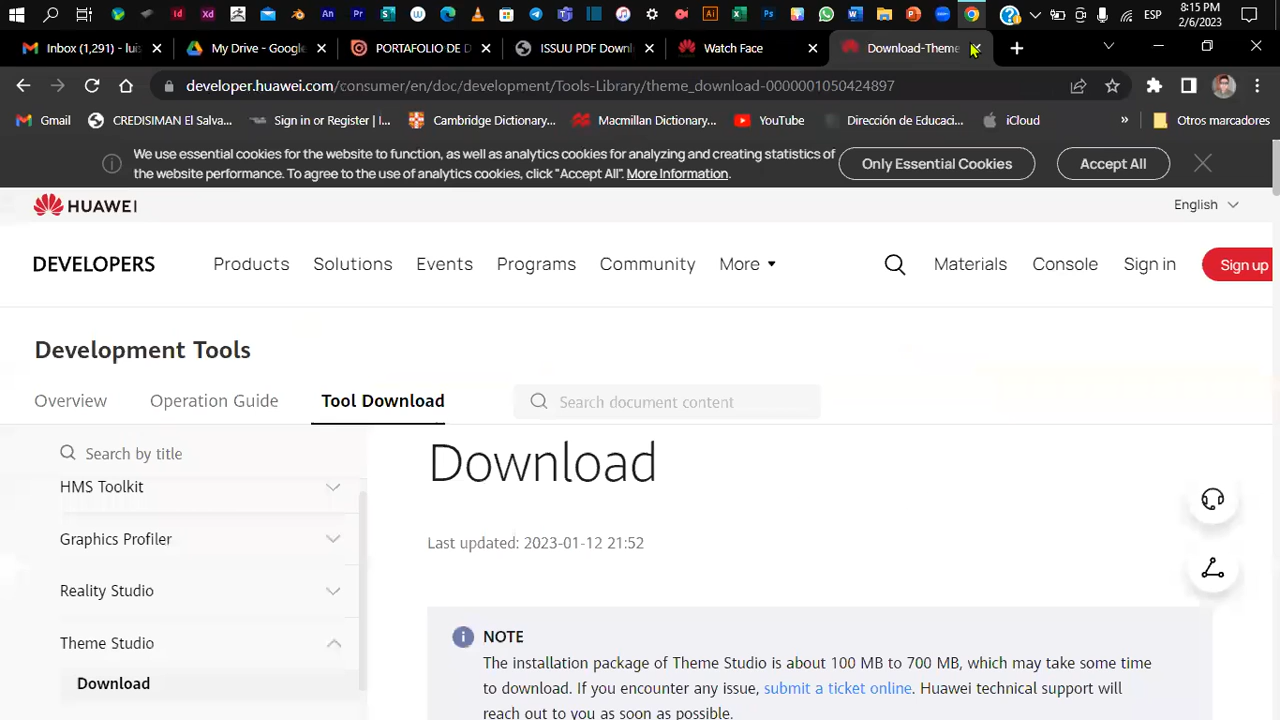 8:15 PM
ESP
2/6/2023
Inbox (1,291) - luis
My Drive - Google
PORTAFOLIO DE D
ISSUU PDF Downl
Watch Face
Download-Theme
developer.huawei.com/consumer/en/doc/development/Tools-Library/theme_download-0000001050424897
Gmail
CREDISIMAN El Salva...
Sign in or Register | I...
Cambridge Dictionary...
Macmillan Dictionary...
YouTube
Dirección de Educaci...
iCloud
»
Otros marcadores
We use essential cookies for the website to function, as well as analytics cookies for analyzing and creating statistics of
the website performance. To agree to the use of analytics cookies, click "Accept All". More Information.
Only Essential Cookies
Accept All
HUAWEI
English
DEVELOPERS
Products
Solutions
Events
Programs
Community
More
Materials
Console
Sign in
Sign up
Development Tools
Overview
Operation Guide
Tool Download
Search document content
Search by title
HMS Toolkit
Graphics Profiler
Reality Studio
Theme Studio
Download
Download
Last updated: 2023-01-12 21:52
NOTE
The installation package of Theme Studio is about 100 MB to 700 MB, which may take some time
to download. If you encounter any issue, submit a ticket online. Huawei technical support will
reach out to you as soon as possible.